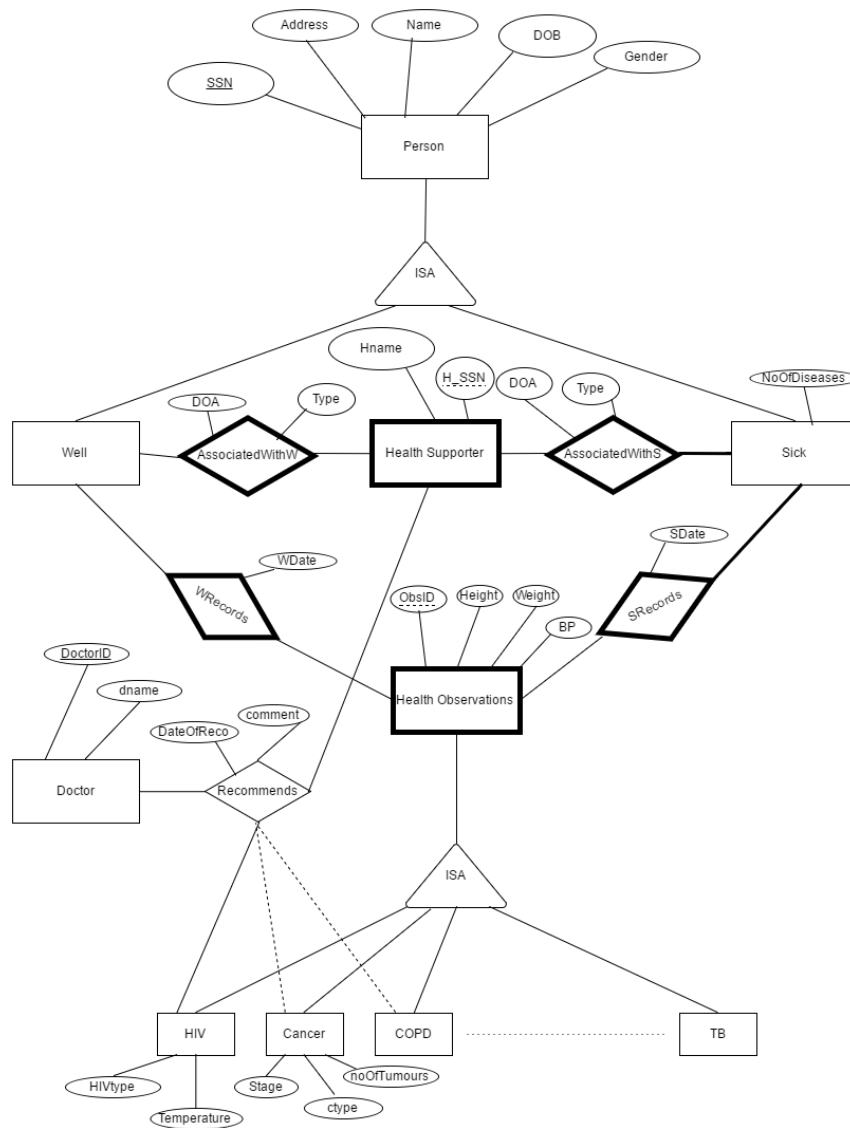 Address
Name
DOB
Gender
SSN
Person
ISA
Hname
H_SSN
DOA
Type
NoOfDiseases
DOA
Type
Well
AssociatedWithW
Health Supporter
AssociatedWithS
Sick
WDate
SDate
WRecords
SRecords
ObsID
Height
Weight
BP
DoctorID
dname
Health Observations
comment
DateOfReco
Doctor
Recommends
ISA
HIV
Cancer
COPD
TB
HIVtype
Stage
noOfTumours
ctype
Temperature